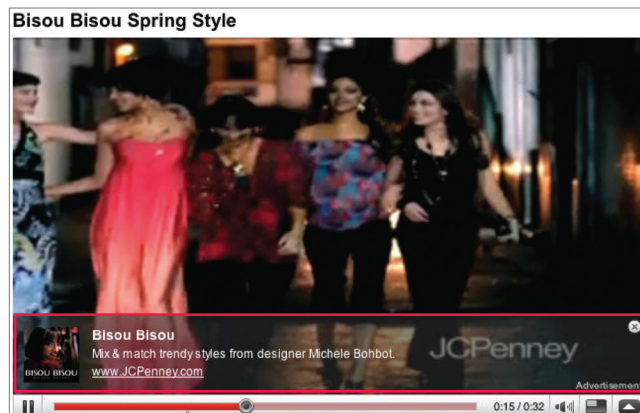 Bisou Bisou Spring Style
Bisou Bisou
Mix & match trendy styles from designer Michele Bohbot.
www.JCPenney.com
BISOU BISOU
JCPenney
Advertisement
0:15 / 0:32